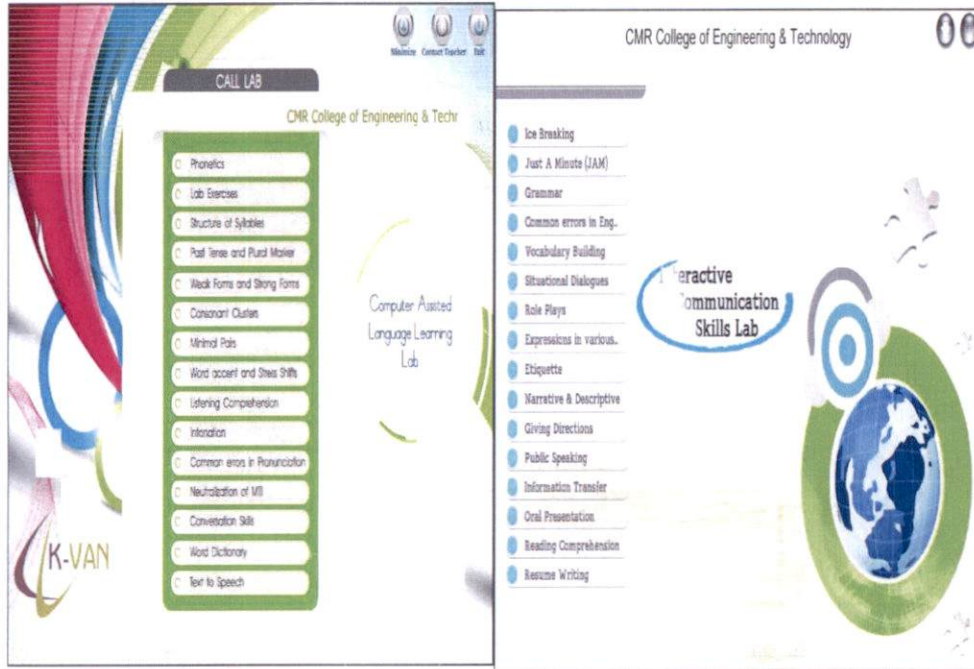 Minimize Contact Teacher Exit
CALL LAB
CMR College of Engineering & Techr
Phonetics
Lab Exercises
Structure of Syllables
Past Tense and Plural Marker
Weak Forms and Strong Forms
Consonant Clusters
Minimal Pairs
Word accent and Stress Shifts
Listening Comprehension
Intonation
Common errors in Pronunciation
Neutralization of MTI
Conversation Skills
Word Dictionary
Text to Speech
Computer Assisted
Language Learning
Lab
K-VAN
CMR College of Engineering & Technology
Ice Breaking
Just A Minute (JAM)
Grammar
Common errors in Eng..
Vocabulary Building
Situational Dialogues
Role Plays
Expressions in various..
Etiquette
Narrative & Descriptive
Giving Directions
Public Speaking
Information Transfer
Oral Presentation
Reading Comprehension
Resume Writing
I teractive
ommunication
Skills Lab